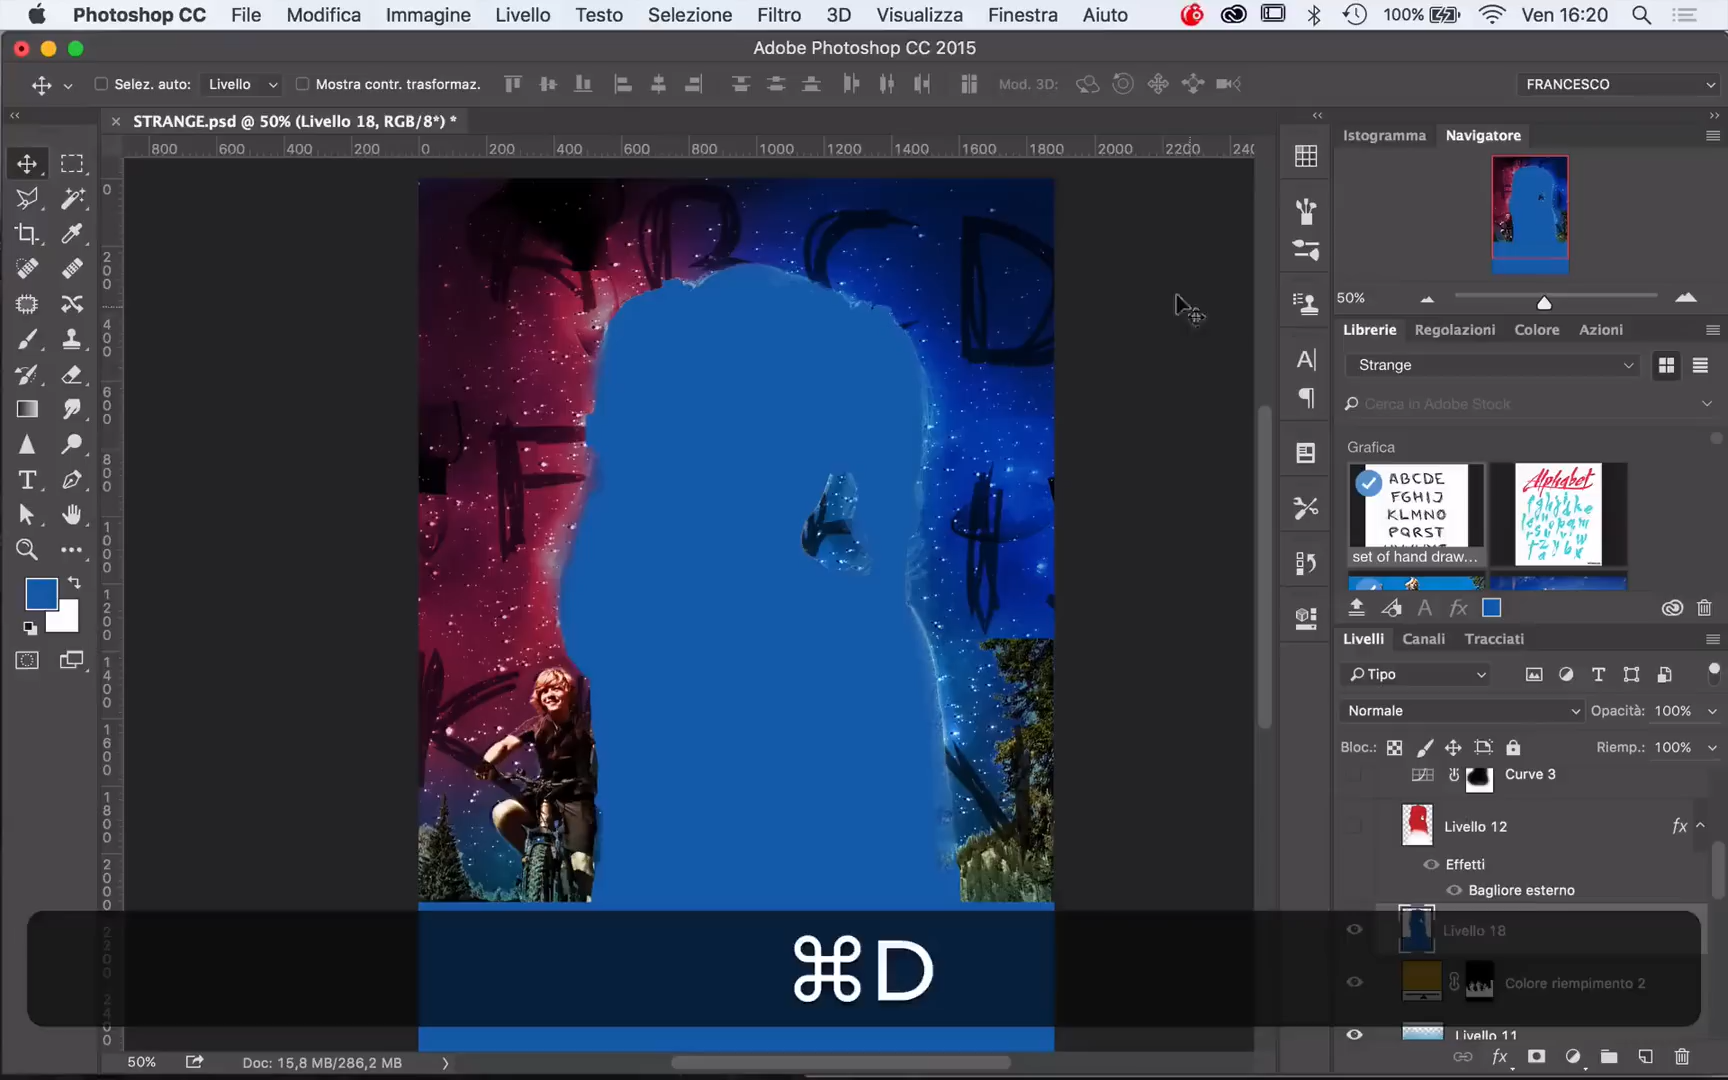 Photoshop CC File Modifica Immagine Livello Testo Selezione Filtro 3D Visualizza Finestra Aiuto 100% Ven 16:20
Adobe Photoshop CC 2015
Selez. auto: Livello Mostra contr. trasformaz. Mod. 3D: FRANCESCO
STRANGE.psd @ 50% (Livello 18, RGB/8*) *
800 600 400 200 0 200 400 600 800 1000 1200 1400 1600 1800 2000 2200
Istogramma Navigatore
50%
Librerie Regolazioni Colore Azioni
Strange
Cerca in Adobe Stock
Grafica
ABCDE
FGHIJ
KLMNO
PQRST
Alphabet
set of hand draw...
Livelli Canali Tracciati
Tipo
Normale Opacità: 100%
Bloc.: Riemp.: 100%
Curve 3
Livello 12 fx
Effetti
Bagliore esterno
Livello 18
Colore riempimento 2
Livello 11
⌘D
50% Doc: 15,8 MB/286,2 MB